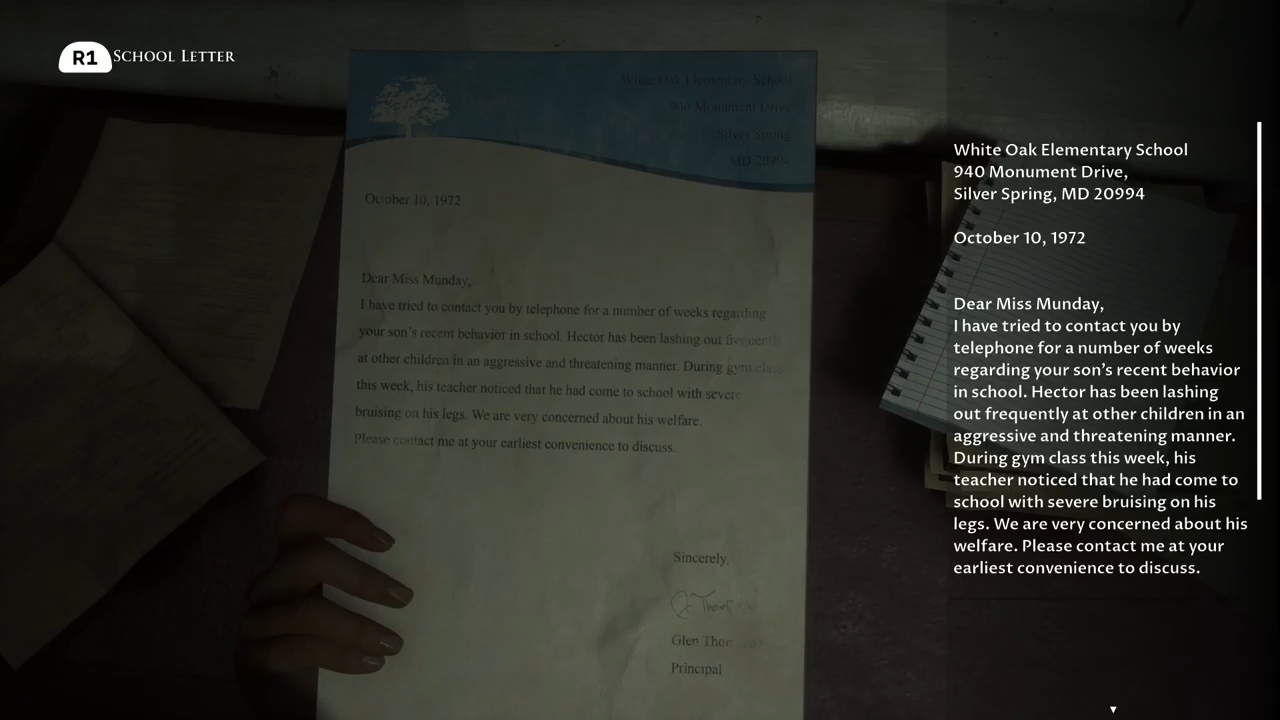 R1 SCHOOL LETTER
White Oak Elementary School
940 Monument Drive
Silver Spring
MD 20994
October 10, 1972
Dear Miss Munday,
I have tried to contact you by telephone for a number of weeks regarding
your son's recent behavior in school. Hector has been lashing out frequently
at other children in an aggressive and threatening manner. During gym class
this week, his teacher noticed that he had come to school with severe
bruising on his legs. We are very concerned about his welfare.
Please contact me at your earliest convenience to discuss.
Sincerely,
Glen
Principal
White Oak Elementary School
940 Monument Drive,
Silver Spring, MD 20994
October 10, 1972
Dear Miss Munday,
I have tried to contact you by
telephone for a number of weeks
regarding your son's recent behavior
in school. Hector has been lashing
out frequently at other children in an
aggressive and threatening manner.
During gym class this week, his
teacher noticed that he had come to
school with severe bruising on his
legs. We are very concerned about his
welfare. Please contact me at your
earliest convenience to discuss.